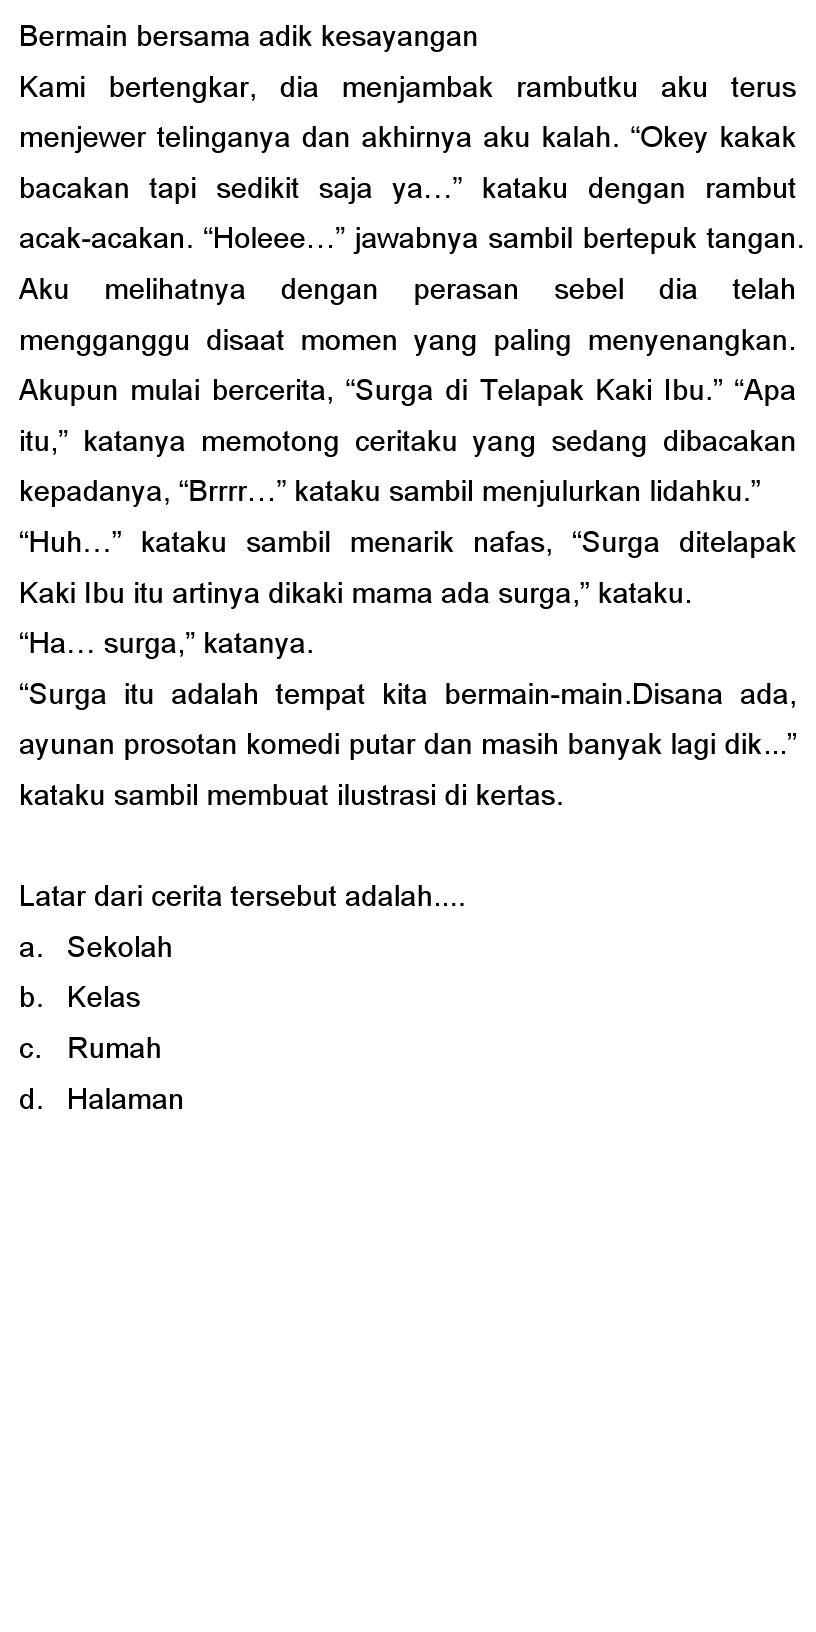 Bermain bersama adik kesayangan
Kami bertengkar, dia menjambak rambutku aku terus
menjewer telinganya dan akhirnya aku kalah. “Okey kakak
bacakan tapi sedikit saja ya…” kataku dengan rambut
acak-acakan. “Holeee…” jawabnya sambil bertepuk tangan.
Aku melihatnya dengan perasan sebel dia telah
mengganggu disaat momen yang paling menyenangkan.
Akupun mulai bercerita, “Surga di Telapak Kaki Ibu.” “Apa
itu,” katanya memotong ceritaku yang sedang dibacakan
kepadanya, “Brrrr…” kataku sambil menjulurkan lidahku.”
“Huh…” kataku sambil menarik nafas, “Surga ditelapak
Kaki Ibu itu artinya dikaki mama ada surga,” kataku.
“Ha… surga,” katanya.
“Surga itu adalah tempat kita bermain-main.Disana ada,
ayunan prosotan komedi putar dan masih banyak lagi dik...”
kataku sambil membuat ilustrasi di kertas.
Latar dari cerita tersebut adalah....
a. Sekolah
b. Kelas
c. Rumah
d. Halaman